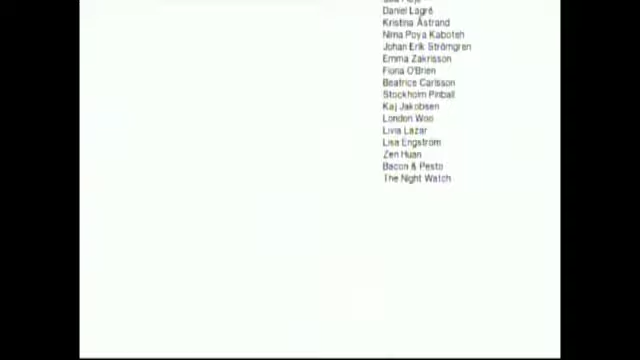 Daniel Lagré
Kristina Åstrand
Nima Poya Kaboteh
Johan Erik Strömgren
Emma Zakrisson
Fiona O'Brien
Beatrice Carlsson
Stockholm Pinball
Kaj Jakobsen
London Woo
Livia Lazar
Lisa Engström
Zen Huan
Bacon & Pesto
The Night Watch